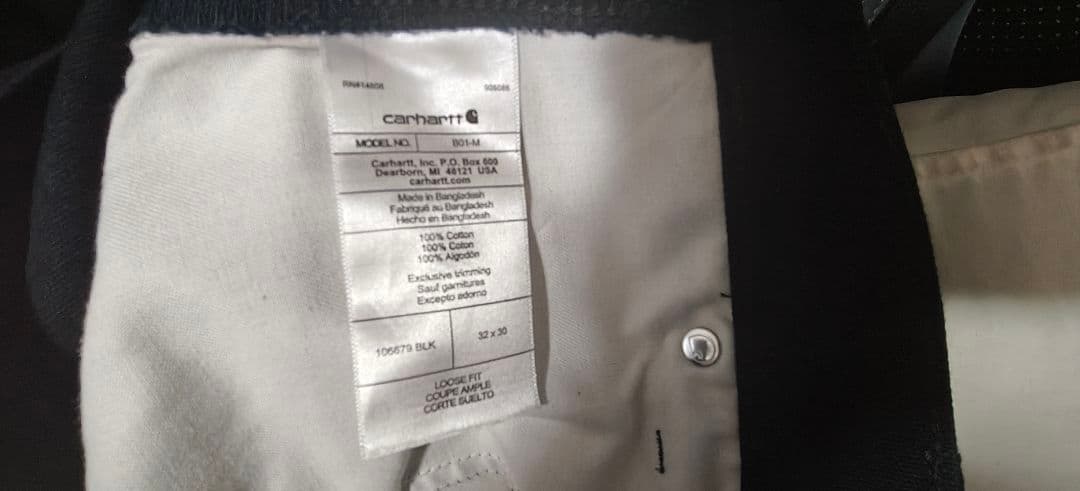 RN#14806
carhartt
MODEL NO. B01-M
Carhartt, Inc. P.O. Box 600
Dearborn, MI 48121 USA
carhartt.com
Made in Bangladesh
Fabriqué au Bangladesh
Hecho en Bangladesh
100% Cotton
100% Coton
100% Algodón
Exclusive trimming
Sauf garnitures
Excepto adorno
106679 BLK
32 x 30
LOOSE FIT
COUPE AMPLE
CORTE SUELTO